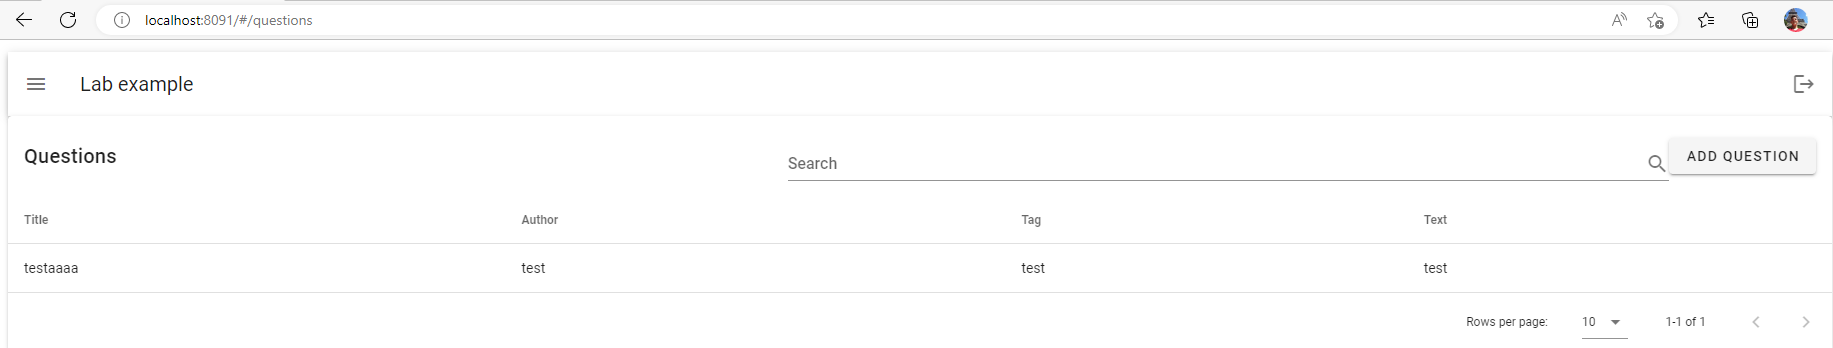 localhost:8091/#/questions
Lab example
Questions
Search
ADD QUESTION
Title Author Tag Text
testaaaa test test test
Rows per page: 10 1-1 of 1